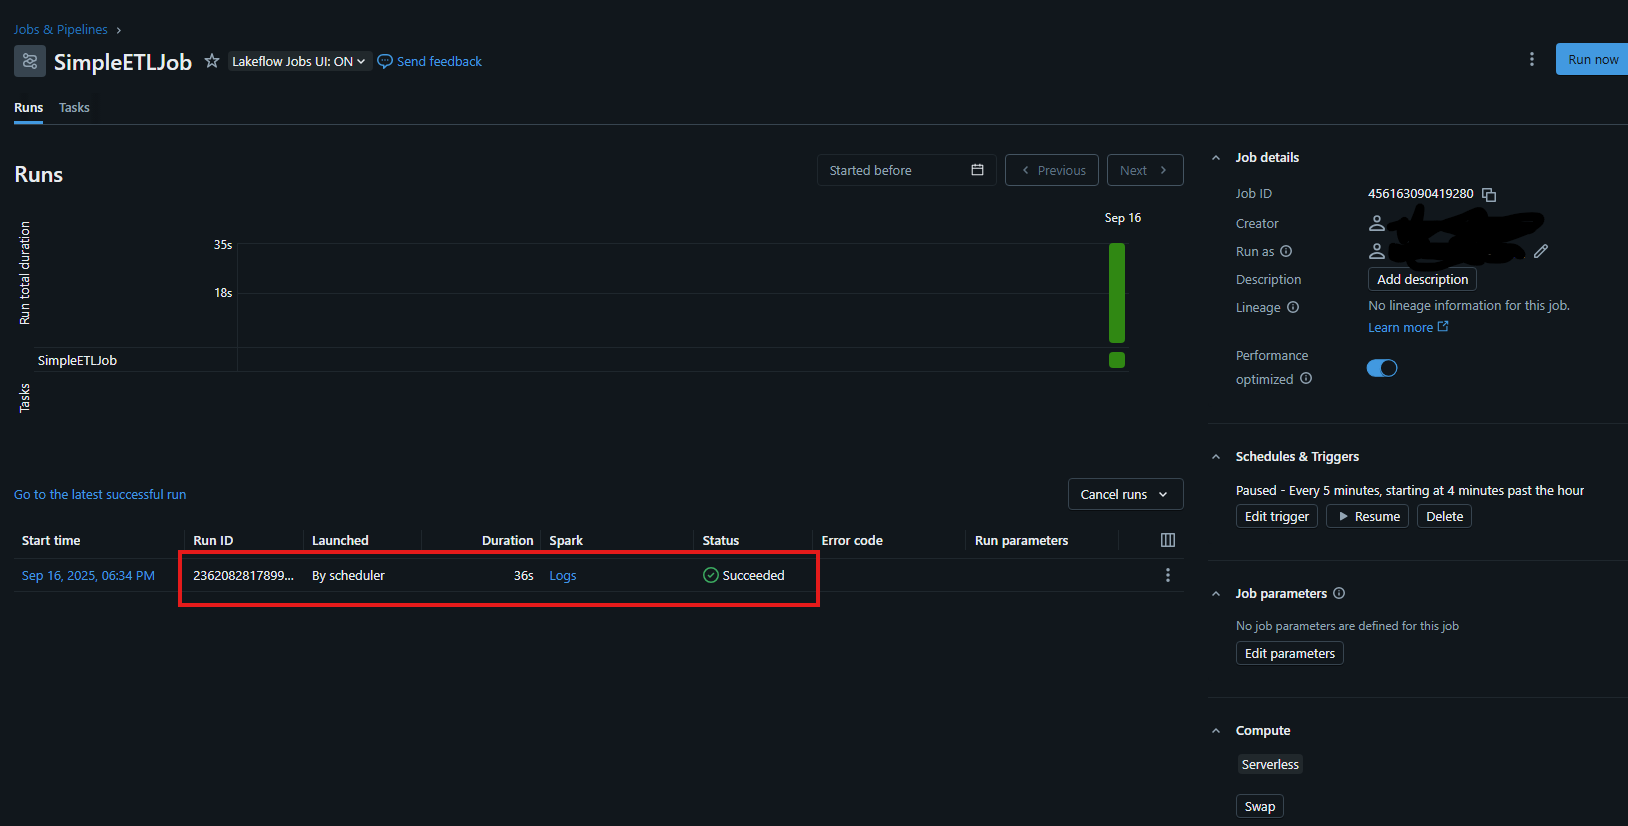 Jobs & Pipelines
SimpleETLJob Lakeflow Jobs UI: ON Send feedback
Run now
Runs Tasks
Runs
Started before Previous Next
Sep 16
Run total duration
35s
18s
SimpleETLJob
Tasks
Go to the latest successful run
Cancel runs
Start time Run ID Launched Duration Spark Status Error code Run parameters
Sep 16, 2025, 06:34 PM 2362082817899... By scheduler 36s Logs Succeeded
Job details
Job ID 456163090419280
Creator
Run as
Description Add description
Lineage No lineage information for this job.
Learn more
Performance
optimized
Schedules & Triggers
Paused - Every 5 minutes, starting at 4 minutes past the hour
Edit trigger Resume Delete
Job parameters
No job parameters are defined for this job
Edit parameters
Compute
Serverless
Swap